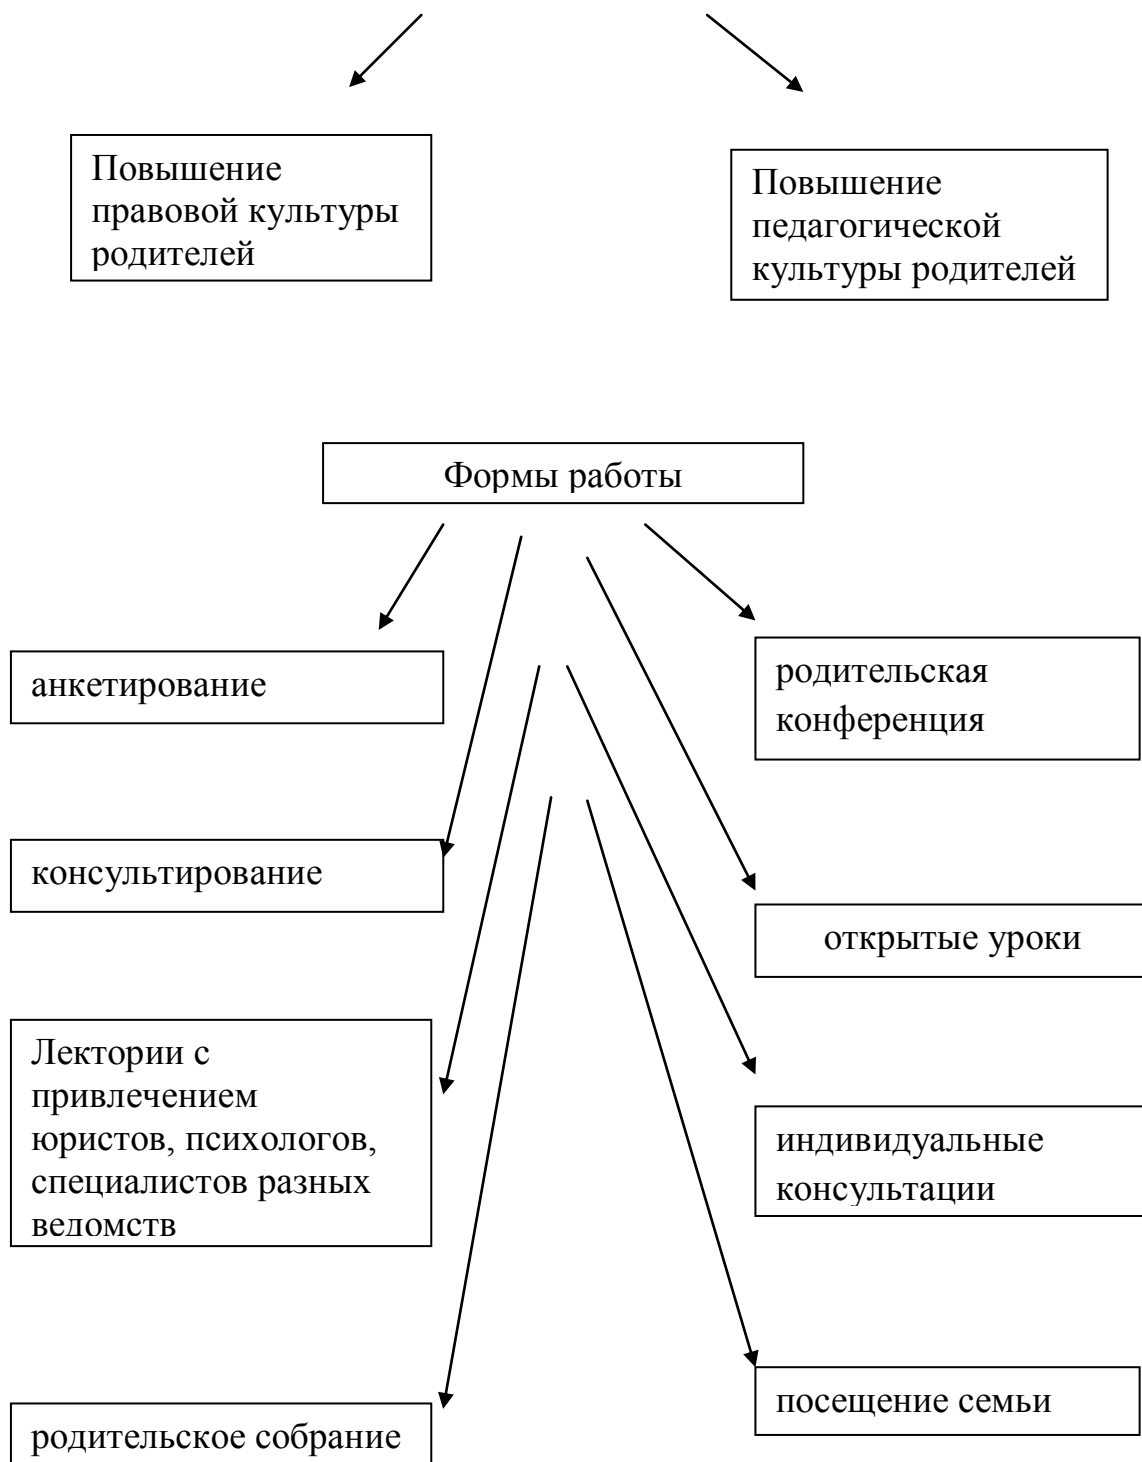 Повышение
правовой культуры
родителей
Повышение
педагогической
культуры родителей
Формы работы
анкетирование
родительская
конференция
консультирование
открытые уроки
Лектории с
привлечением
юристов, психологов,
специалистов разных
ведомств
индивидуальные
консультации
посещение семьи
родительское собрание